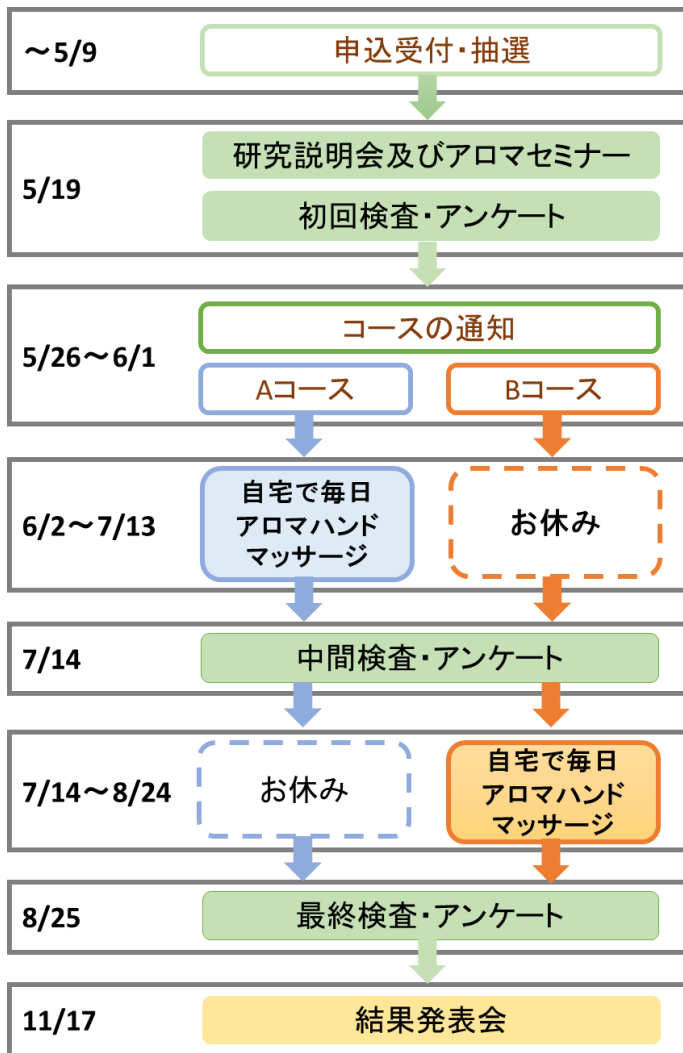 ～5/9
申込受付・抽選
5/19
研究説明会及びアロマセミナー
初回検査・アンケート
5/26～6/1
コースの通知
Aコース
Bコース
6/2～7/13
自宅で毎日
アロマハンド
マッサージ
お休み
7/14
中間検査・アンケート
7/14～8/24
お休み
自宅で毎日
アロマハンド
マッサージ
8/25
最終検査・アンケート
11/17
結果発表会